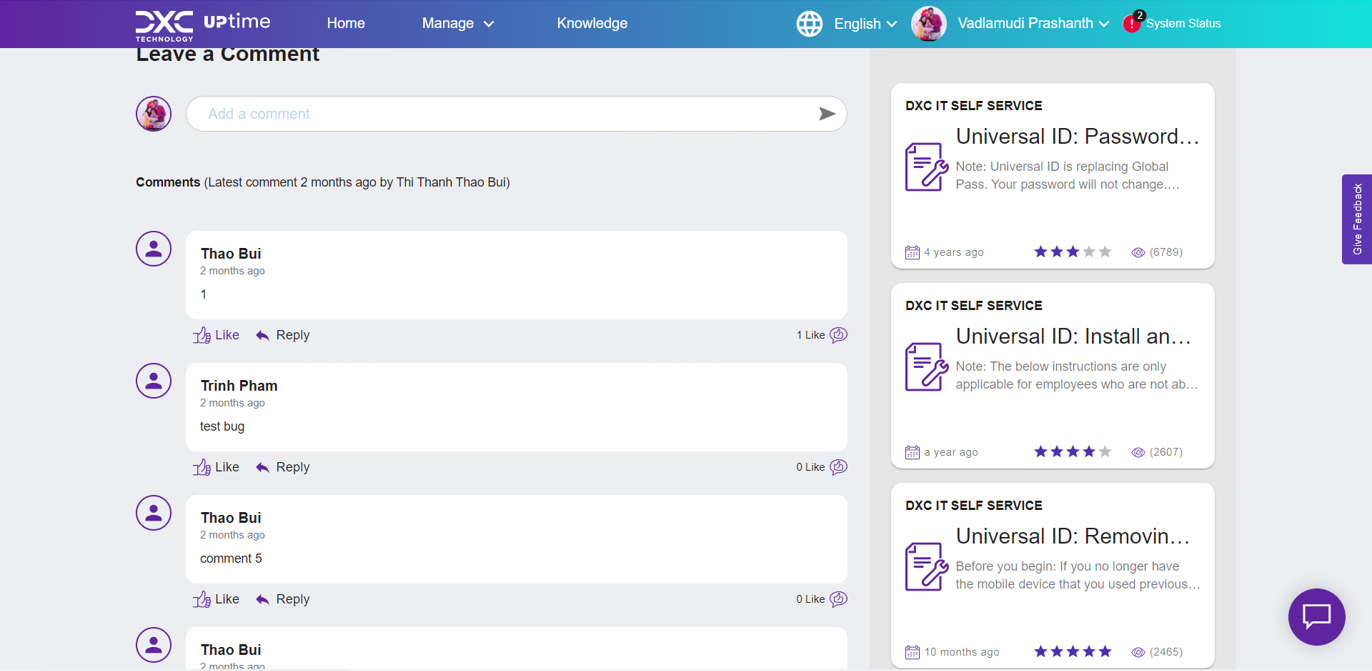 DXC
TECHNOLOGY
UPtime
Home
Manage
Knowledge
English
Vadlamudi Prashanth
2
!
System Status
Leave a Comment
Add a comment
Comments (Latest comment 2 months ago by Thi Thanh Thao Bui)
Thao Bui
2 months ago
1
Like
Reply
1 Like
Trinh Pham
2 months ago
test bug
Like
Reply
0 Like
Thao Bui
2 months ago
comment 5
Like
Reply
0 Like
Thao Bui
2 months ago
DXC IT SELF SERVICE
Universal ID: Password…
Note: Universal ID is replacing Global
Pass. Your password will not change.…
4 years ago
(6789)
DXC IT SELF SERVICE
Universal ID: Install an…
Note: The below instructions are only
applicable for employees who are not ab…
a year ago
(2607)
DXC IT SELF SERVICE
Universal ID: Removin…
Before you begin: If you no longer have
the mobile device that you used previous…
10 months ago
(2465)
Give Feedback